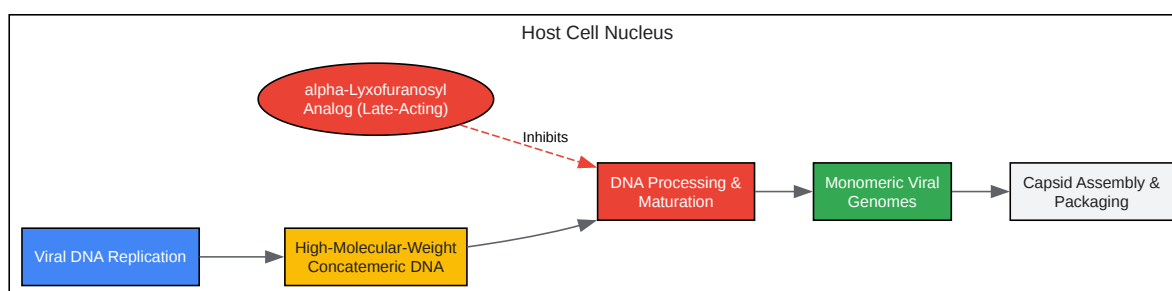 Host Cell Nucleus
alpha-Lyxofuranosyl
Analog (Late-Acting)
Inhibits
DNA Processing &
Maturation
Monomeric Viral
Genomes
Capsid Assembly &
Packaging
Viral DNA Replication
High-Molecular-Weight
Concatemeric DNA